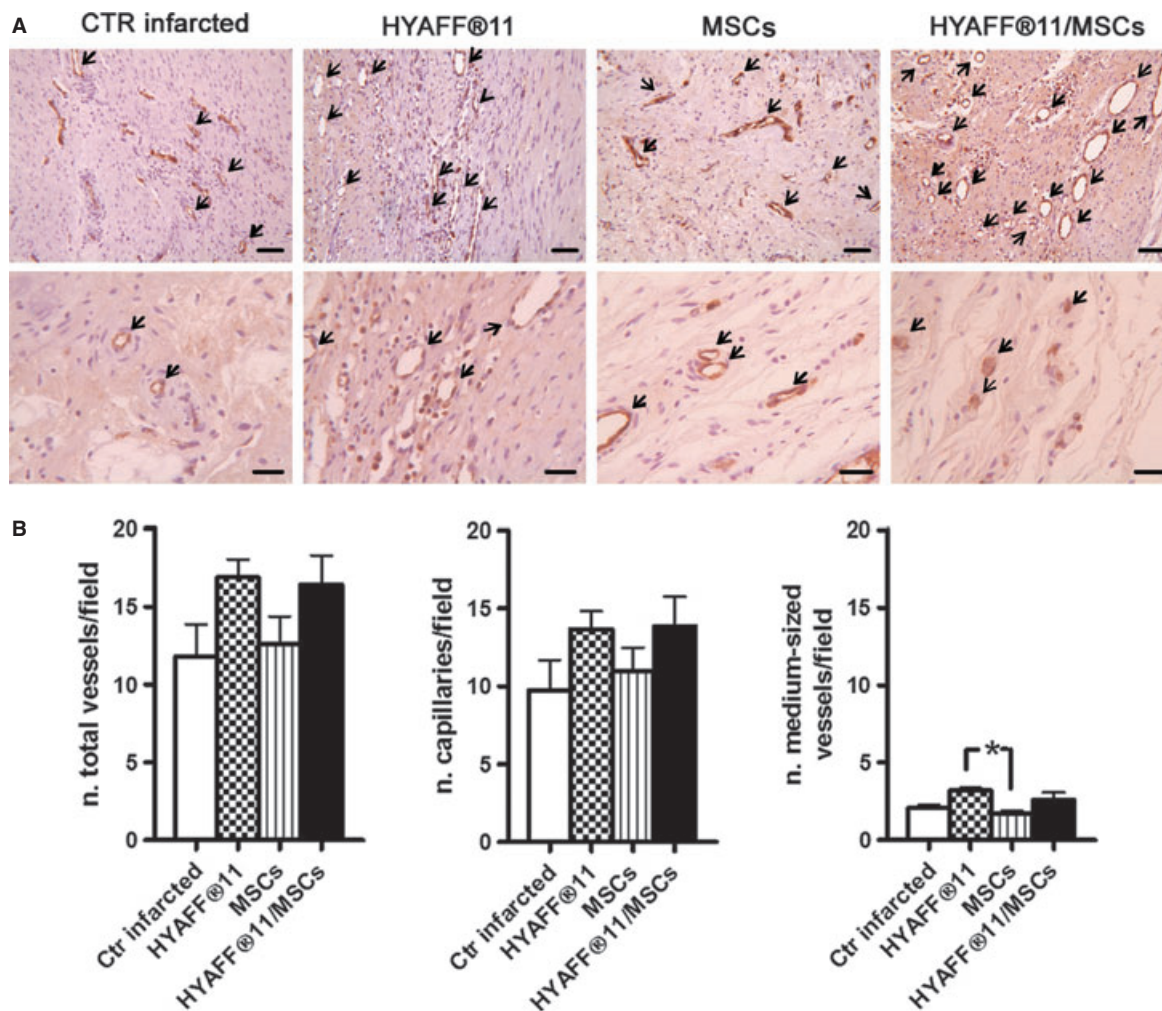 A
CTR infarcted
HYAFF®11
MSCs
HYAFF®11/MSCs
B
n. total vessels/field
20
15
10
5
0
Ctr infarcted
HYAFF®11
MSCs
HYAFF®11/MSCs
n. capillaries/field
20
15
10
5
0
Ctr infarcted
HYAFF®11
MSCs
HYAFF®11/MSCs
n. medium-sized
vessels/field
20
15
10
5
0
*
Ctr infarcted
HYAFF®11
MSCs
HYAFF®11/MSCs